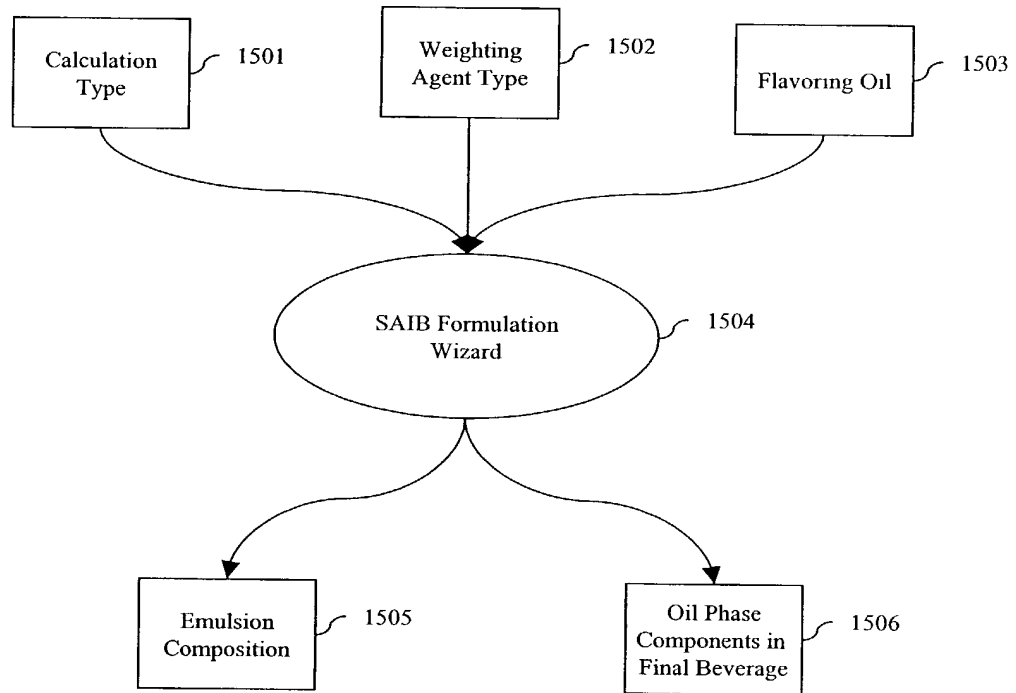 Calculation
Type
1501
Weighting
Agent Type
1502
Flavoring Oil
1503
SAIB Formulation
Wizard
1504
Emulsion
Composition
1505
Oil Phase
Components in
Final Beverage
1506